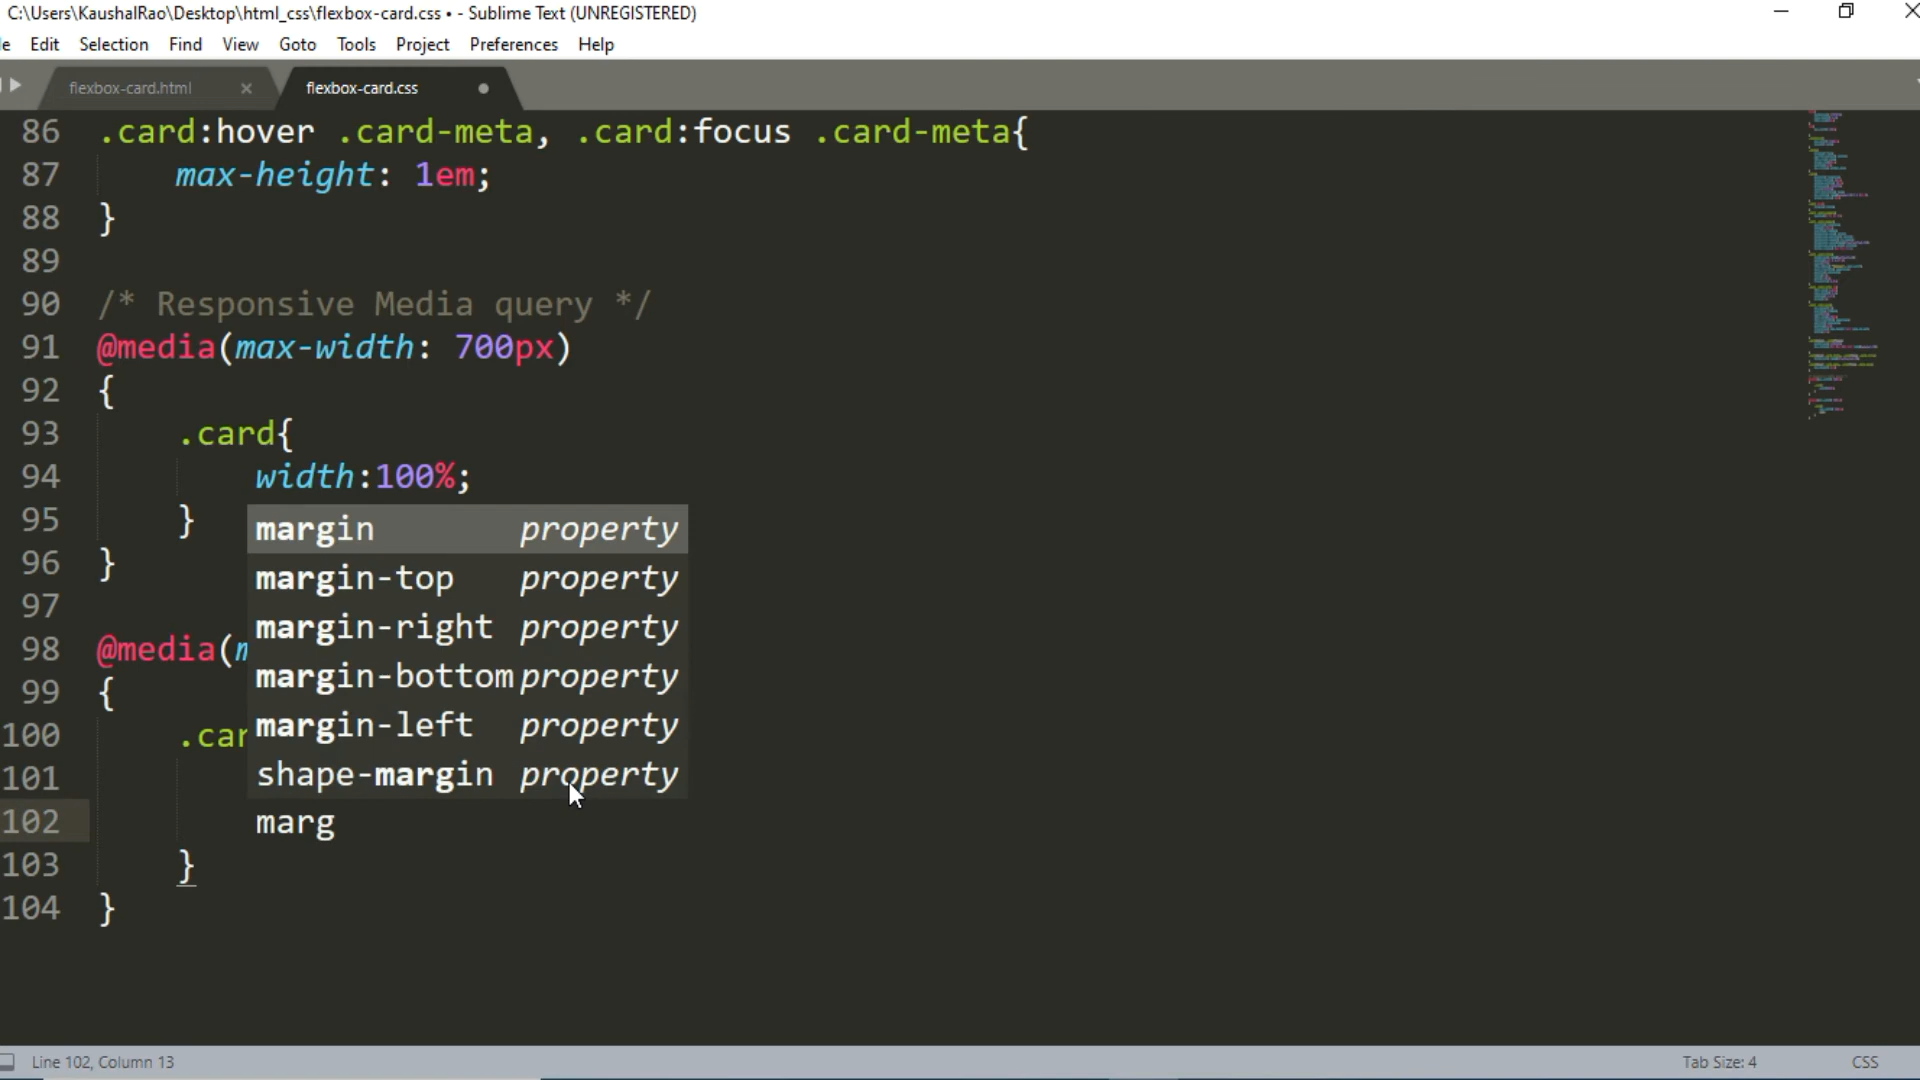 C:\Users\KaushalRao\Desktop\html_css\flexbox-card.css • - Sublime Text (UNREGISTERED)
Edit Selection Find View Goto Tools Project Preferences Help
flexbox-card.html × flexbox-card.css
86 .card:hover .card-meta, .card:focus .card-meta{
87 max-height: 1em;
88 }
89
90 /* Responsive Media query */
91 @media(max-width: 700px)
92 {
93 .card{
94 width:100%;
95 }
margin property
96 }
margin-top property
97
margin-right property
98 @media(
99 {
margin-bottom property
100 .car
margin-left property
101
shape-margin property
102 marg
103 }
104 }
Line 102, Column 13 Tab Size: 4 CSS